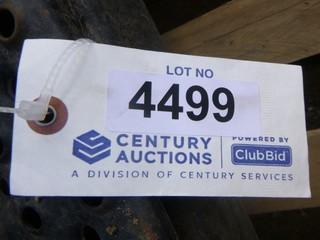 LOT NO
4499
CENTURY
AUCTIONS
POWERED BY
ClubBid
A DIVISION OF CENTURY SERVICES